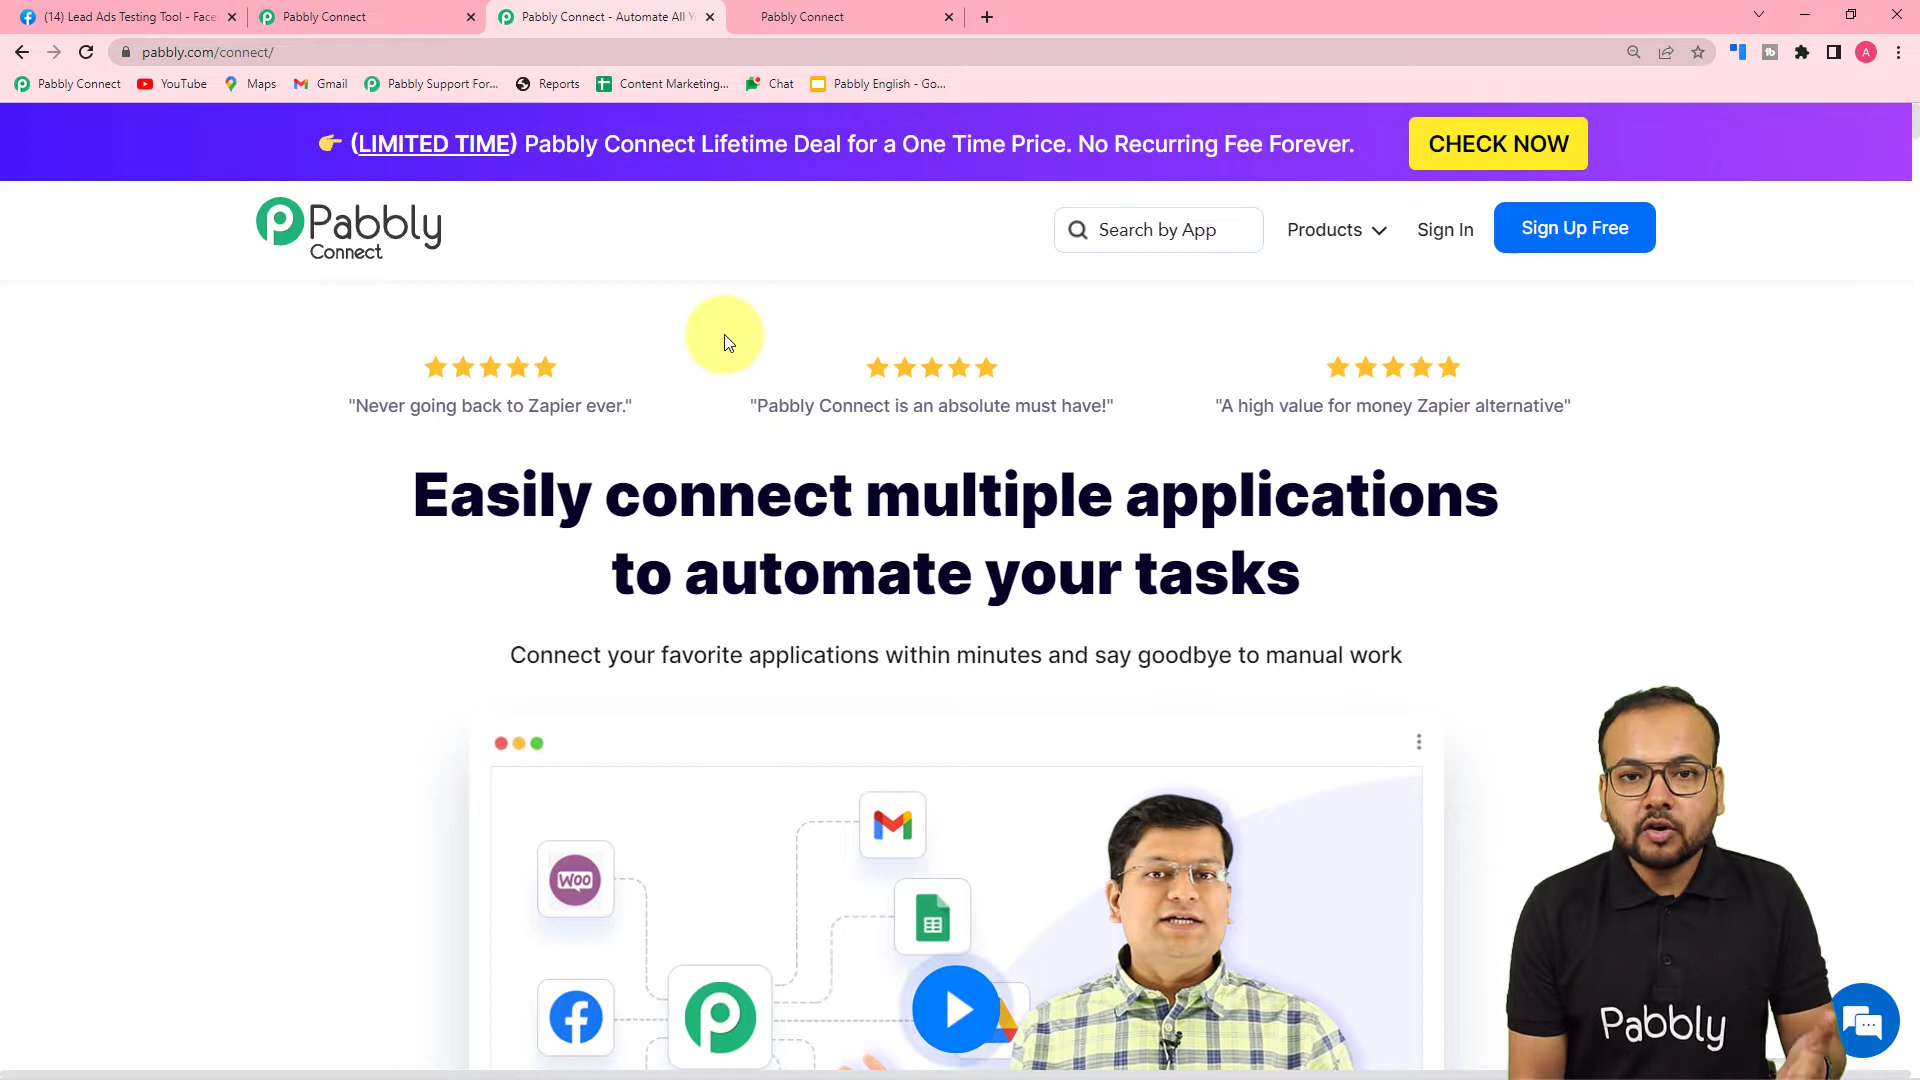 (14) Lead Ads Testing Tool - Face
Pabbly Connect
Pabbly Connect - Automate All Y
Pabbly Connect
pabbly.com/connect/
A
Pabbly Connect
YouTube
Maps
Gmail
Pabbly Support For...
Reports
Content Marketing...
Chat
Pabbly English - Go...
👉 (LIMITED TIME) Pabbly Connect Lifetime Deal for a One Time Price. No Recurring Fee Forever.
CHECK NOW
Pabbly
Connect
Search by App
Products
Sign In
Sign Up Free
"Never going back to Zapier ever."
"Pabbly Connect is an absolute must have!"
"A high value for money Zapier alternative"
Easily connect multiple applications
to automate your tasks
Connect your favorite applications within minutes and say goodbye to manual work
Woo
Pabbly